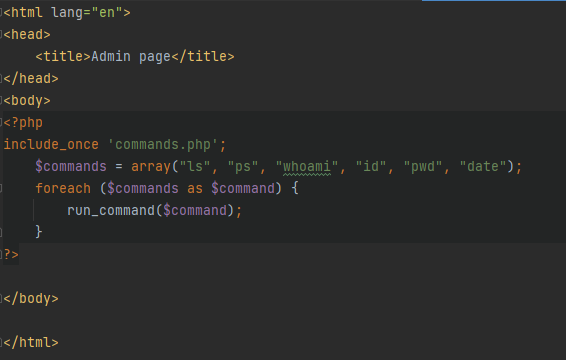 <html lang="en">
<head>
    <title>Admin page</title>
</head>
<body>
<?php
include_once 'commands.php';
    $commands = array("ls", "ps", "whoami", "id", "pwd", "date");
    foreach ($commands as $command) {
        run_command($command);
    }
?>
</body>
</html>